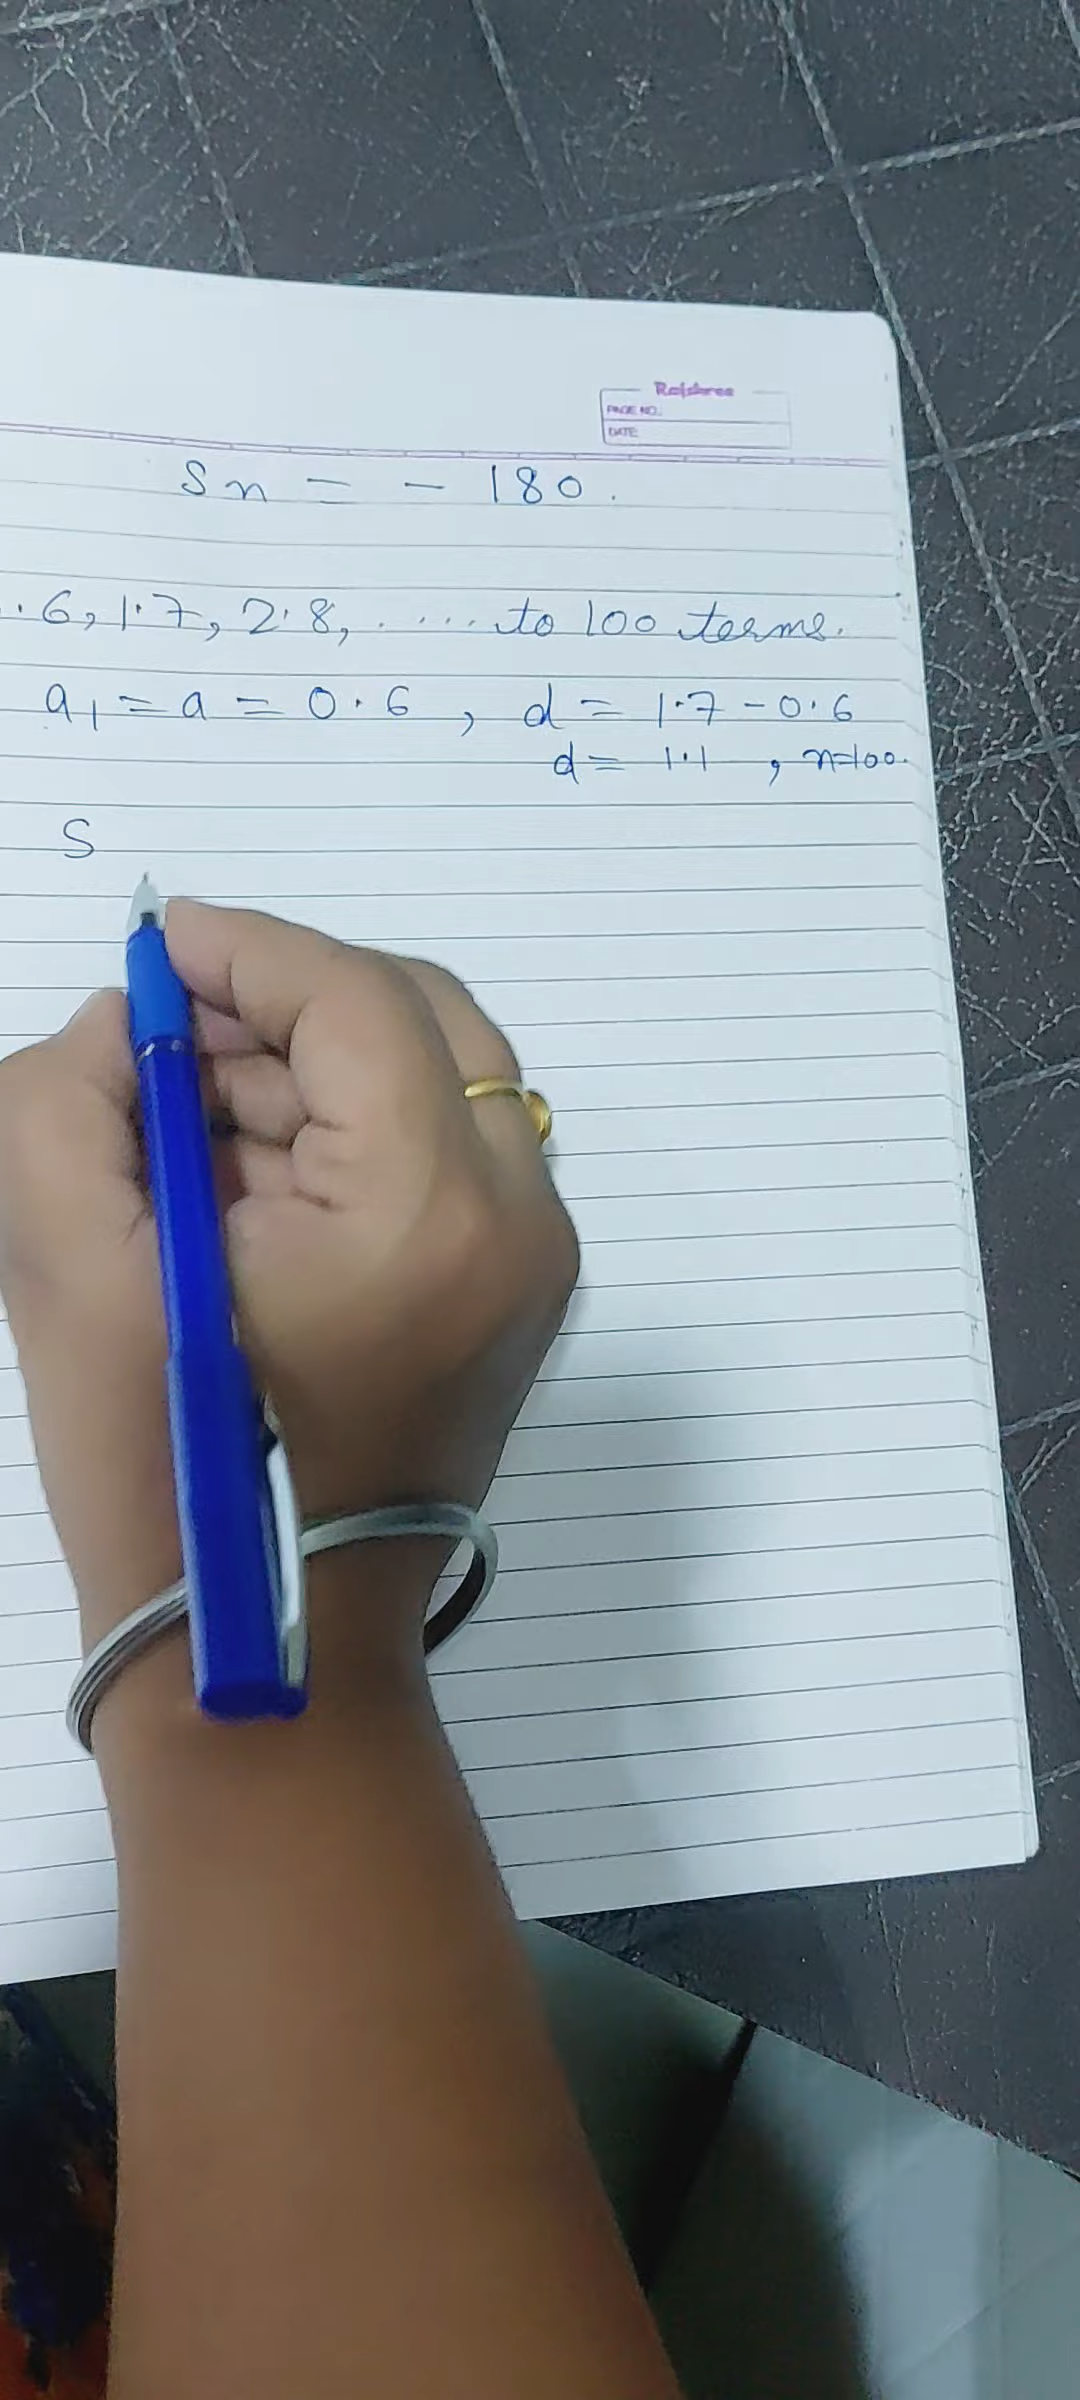 Rajshree
PAGE NO.:
DATE:
Sn = - 180.
.6, 1.7, 2.8, ..... to 100 terms.
a1 = a = 0.6 , d = 1.7 - 0.6
d = 1.1 , n=100.
S